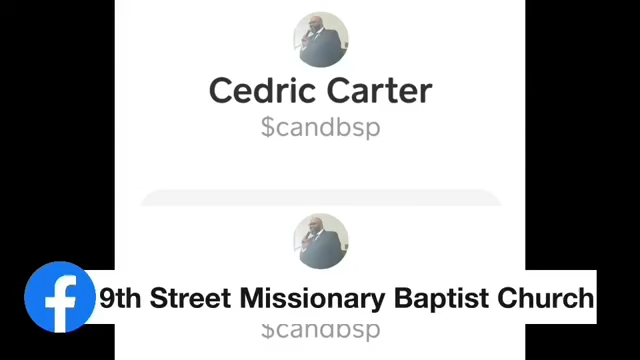 Cedric Carter
$candbsp
9th Street Missionary Baptist Church
$candbsp